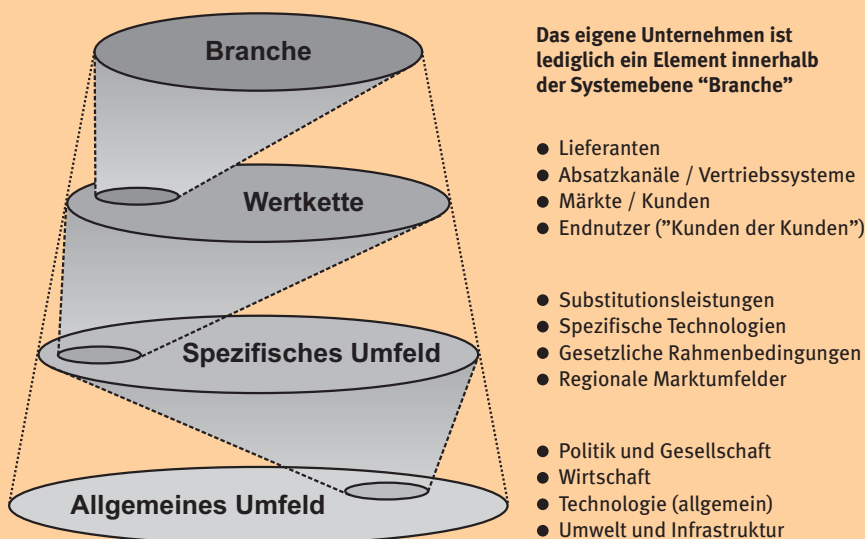 Branche
Das eigene Unternehmen ist
lediglich ein Element innerhalb
der Systemebene “Branche”
Wertkette
● Lieferanten
● Absatzkanäle / Vertriebssysteme
● Märkte / Kunden
● Endnutzer (”Kunden der Kunden”)
Spezifisches Umfeld
● Substitutionsleistungen
● Spezifische Technologien
● Gesetzliche Rahmenbedingungen
● Regionale Marktumfelder
Allgemeines Umfeld
● Politik und Gesellschaft
● Wirtschaft
● Technologie (allgemein)
● Umwelt und Infrastruktur